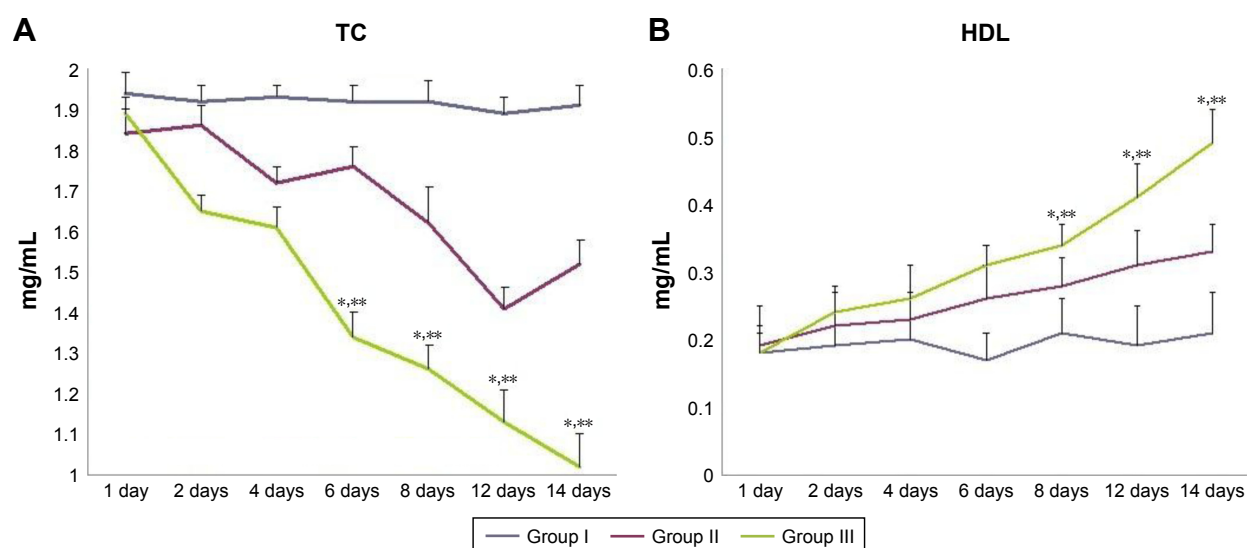 A
TC
mg/mL
2
1.9
1.8
1.7
1.6
1.5
1.4
1.3
1.2
1.1
1
*,**
*,**
*,**
*,**
1 day 2 days 4 days 6 days 8 days 12 days 14 days
B
HDL
mg/mL
0.6
0.5
0.4
0.3
0.2
0.1
0
*,**
*,**
*,**
1 day 2 days 4 days 6 days 8 days 12 days 14 days
Group I Group II Group III